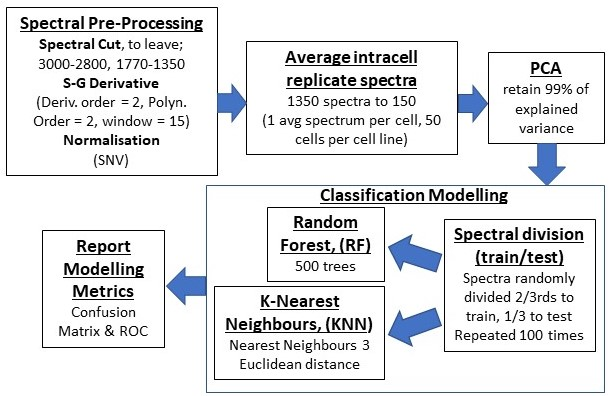 Spectral Pre-Processing
Spectral Cut, to leave;
3000-2800, 1770-1350
S-G Derivative
(Deriv. order = 2, Polyn.
Order = 2, window = 15)
Normalisation
(SNV)
Average intracell
replicate spectra
1350 spectra to 150
(1 avg spectrum per cell, 50
cells per cell line)
PCA
retain 99% of
explained
variance
Classification Modelling
Spectral division
(train/test)
Spectra randomly
divided 2/3rds to
train, 1/3 to test
Repeated 100 times
Random
Forest, (RF)
500 trees
K-Nearest
Neighbours, (KNN)
Nearest Neighbours 3
Euclidean distance
Report
Modelling
Metrics
Confusion
Matrix & ROC